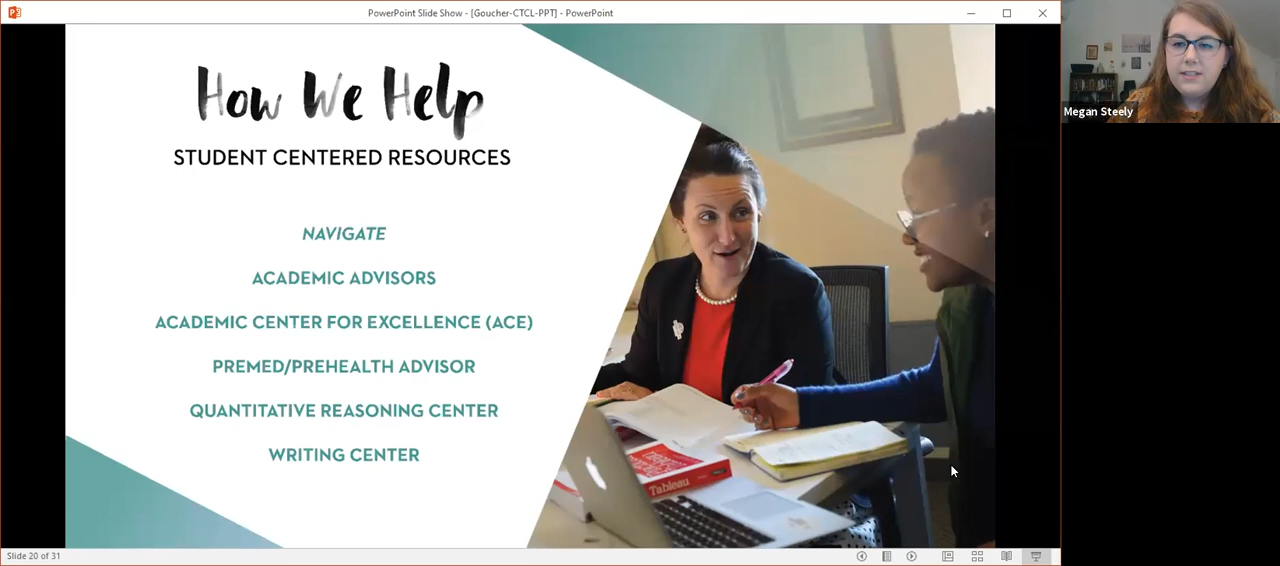 PowerPoint Slide Show - [Goucher-CTCL-PPT] - PowerPoint
Megan Steely
How We Help
STUDENT CENTERED RESOURCES
NAVIGATE
ACADEMIC ADVISORS
ACADEMIC CENTER FOR EXCELLENCE (ACE)
PREMED/PREHEALTH ADVISOR
QUANTITATIVE REASONING CENTER
WRITING CENTER
Tableau
Slide 20 of 31